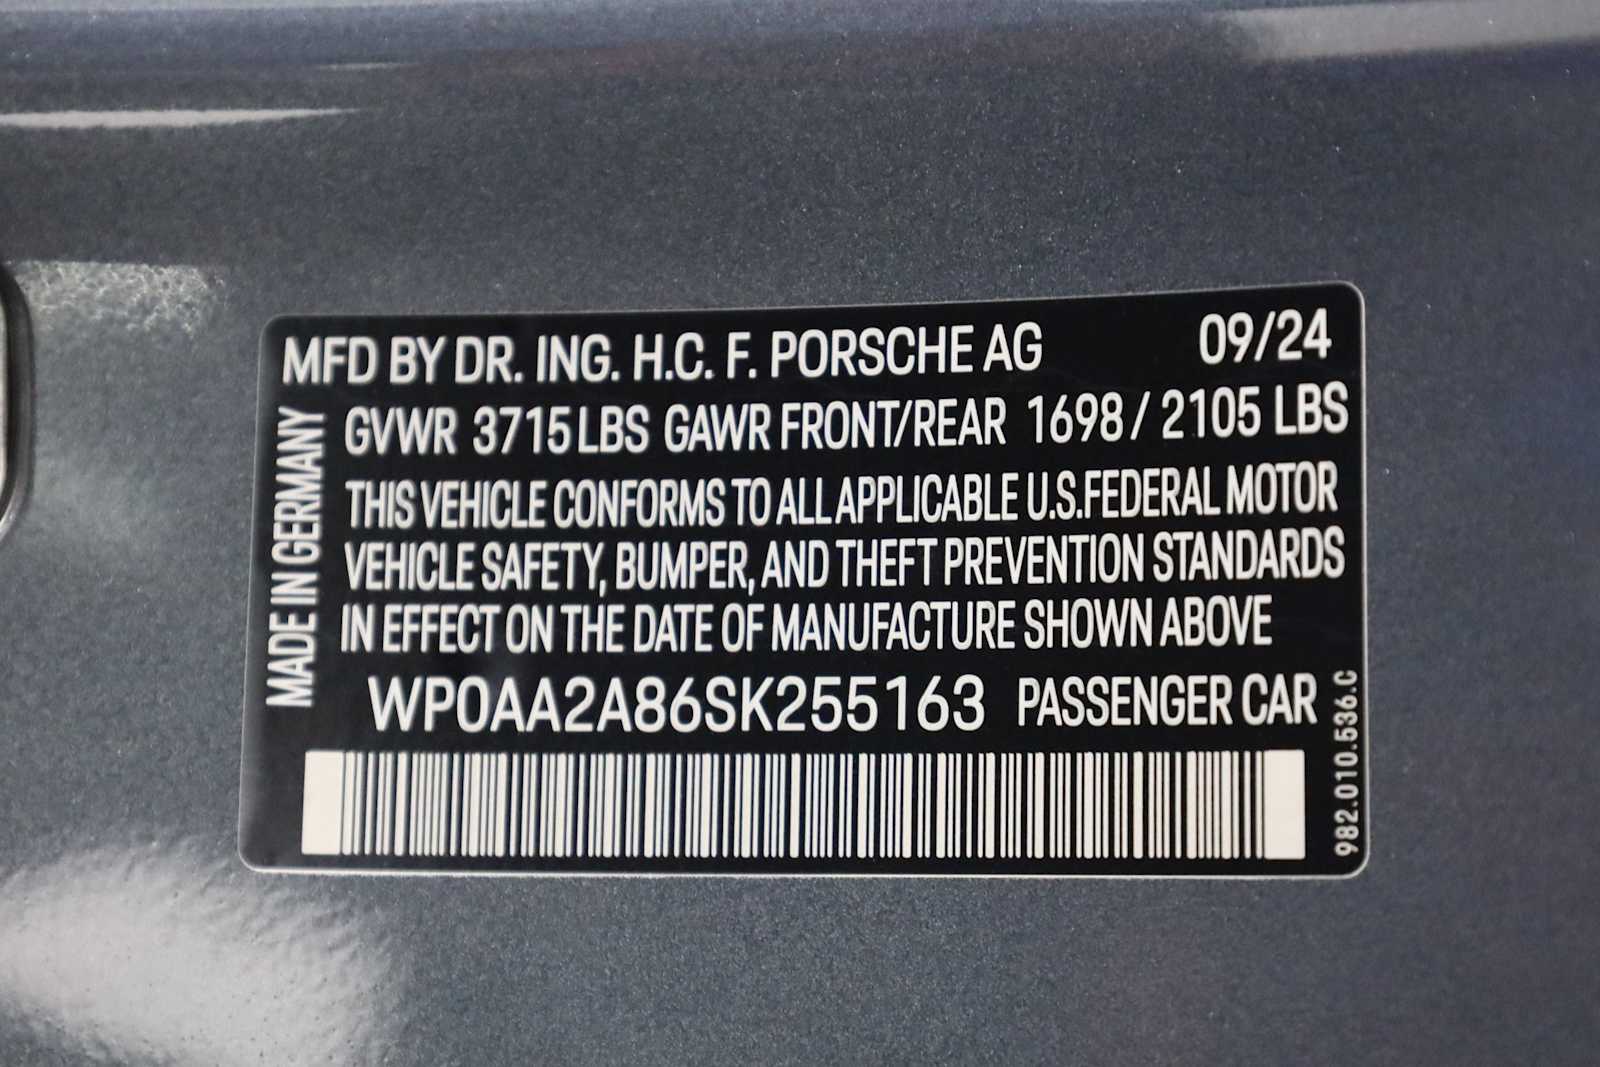 MFD BY DR. ING. H.C. F. PORSCHE AG 09/24
GVWR 3715 LBS GAWR FRONT/REAR 1698 / 2105 LBS
THIS VEHICLE CONFORMS TO ALL APPLICABLE U.S.FEDERAL MOTOR
VEHICLE SAFETY, BUMPER, AND THEFT PREVENTION STANDARDS
IN EFFECT ON THE DATE OF MANUFACTURE SHOWN ABOVE
WP0AA2A86SK255163 PASSENGER CAR
MADE IN GERMANY
982.010.536.C